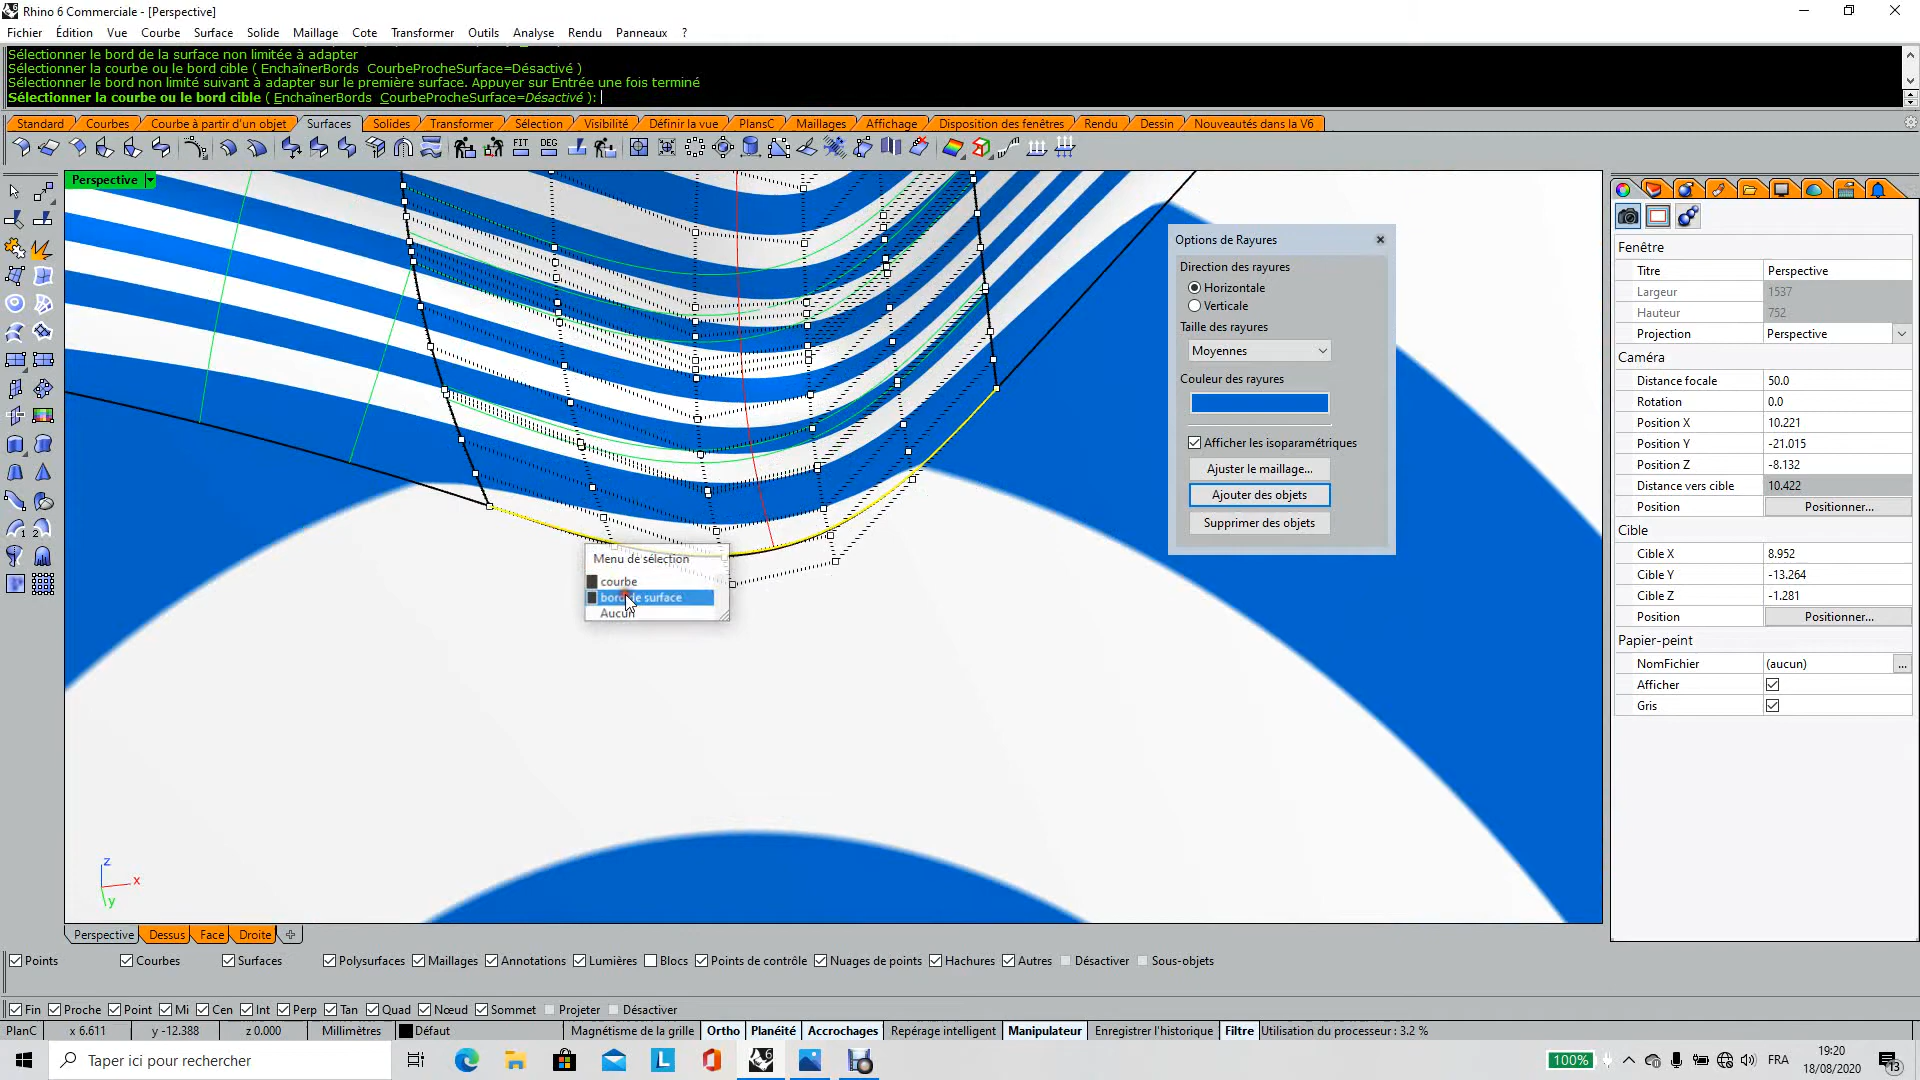 Rhino 6 Commerciale - [Perspective]
Fichier Édition Vue Courbe Surface Solide Maillage Cote Transformer Outils Analyse Rendu Panneaux ?
Sélectionner le bord de la surface non limitée à adapter
Sélectionner la courbe ou le bord cible ( EnchaînerBords CourbeProcheSurface=Désactivé )
Sélectionner le bord non limité suivant à adapter sur le première surface. Appuyer sur Entrée une fois terminé
Sélectionner la courbe ou le bord cible ( EnchaînerBords CourbeProcheSurface=Désactivé ):
Standard Courbes Courbe à partir d'un objet Surfaces Solides Transformer Sélection Visibilité Définir la vue PlansC Maillages Affichage Disposition des fenêtres Rendu Dessin Nouveautés dans la V6
FIT DEG
Perspective
Options de Rayures
Direction des rayures
Horizontale
Verticale
Taille des rayures
Moyennes
Couleur des rayures
Afficher les isoparamétriques
Ajuster le maillage...
Ajouter des objets
Supprimer des objets
Menu de sélection
courbe
bord de surface
Aucun
z
x
y
Fenêtre
Titre Perspective
Largeur 1537
Hauteur 752
Projection Perspective
Caméra
Distance focale 50.0
Rotation 0.0
Position X 10.221
Position Y -21.015
Position Z -8.132
Distance vers cible 10.422
Position Positionner...
Cible
Cible X 8.952
Cible Y -13.264
Cible Z -1.281
Position Positionner...
Papier-peint
NomFichier (aucun) ...
Afficher
Gris
Perspective Dessus Face Droite
Points Courbes Surfaces Polysurfaces Maillages Annotations Lumières Blocs Points de contrôle Nuages de points Hachures Autres Désactiver Sous-objets
Fin Proche Point Mi Cen Int Perp Tan Quad Nœud Sommet Projeter Désactiver
PlanC x 6.611 y -12.388 z 0.000 Millimètres Défaut Magnétisme de la grille Ortho Planéité Accrochages Repérage intelligent Manipulateur Enregistrer l'historique Filtre Utilisation du processeur : 3.2 %
Taper ici pour rechercher
100% FRA
19:20
18/08/2020
13